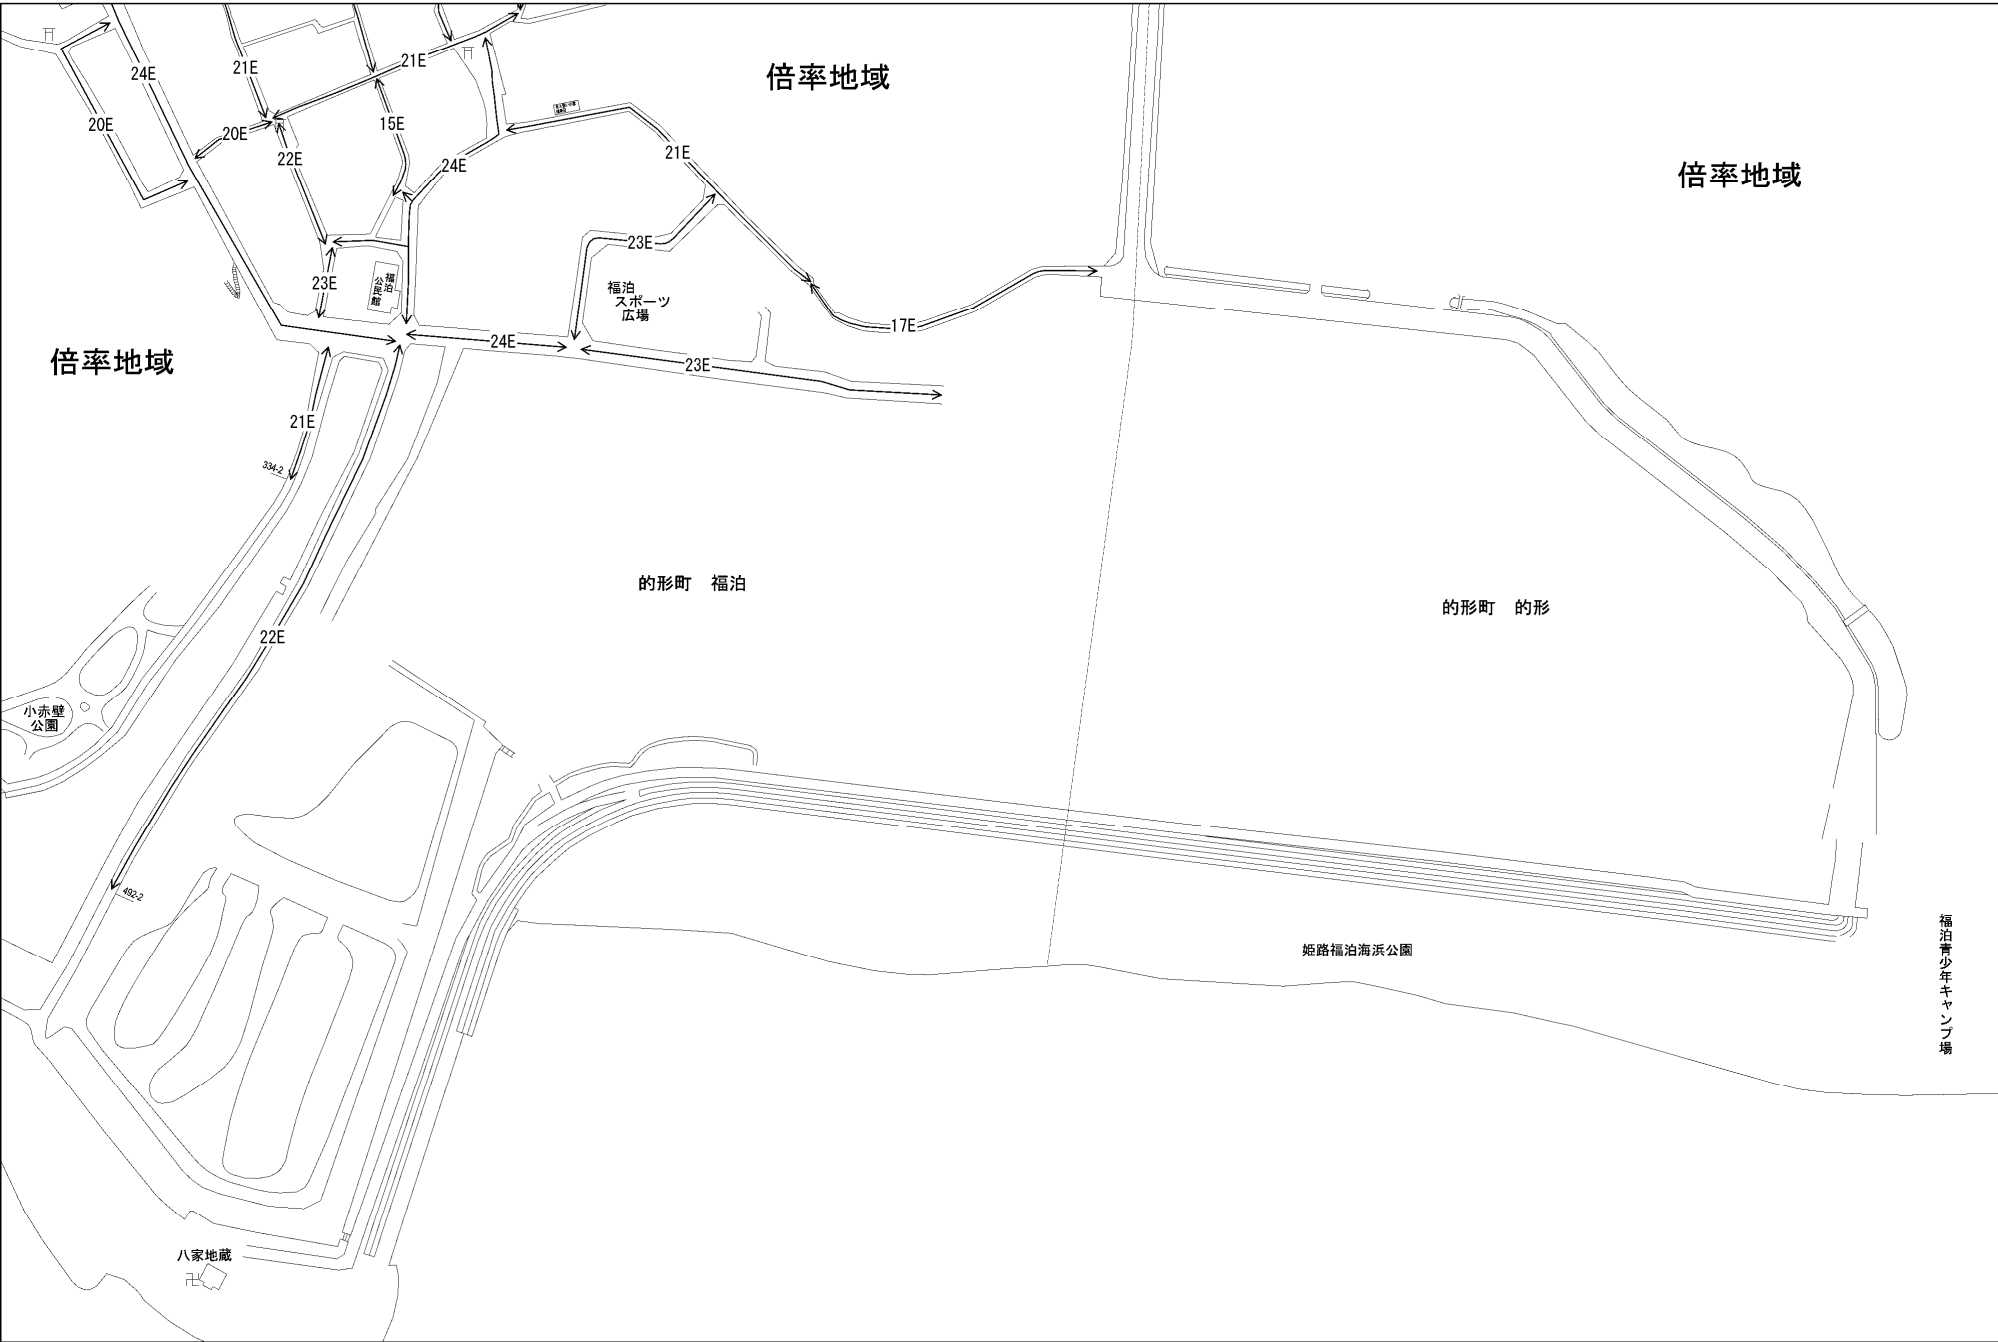 倍率地域
倍率地域
倍率地域
24E
21E
21E
20E
20E
22E
15E
24E
21E
23E
23E
福泊
公民館
福泊
スポーツ
広場
17E
24E
23E
21E
334-2
22E
的形町　福泊
的形町　的形
小赤壁
公園
492-2
姫路福泊海浜公園
福泊青少年キャンプ場
八家地蔵